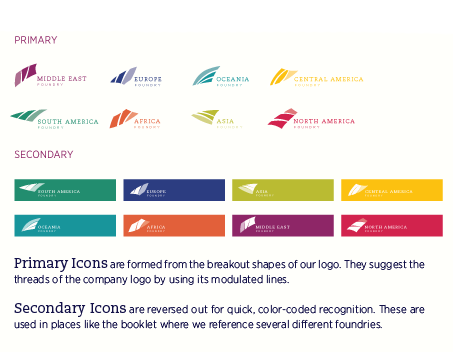 PRIMARY
MIDDLE EAST
FOUNDRY
EUROPE
FOUNDRY
OCEANIA
FOUNDRY
CENTRAL AMERICA
FOUNDRY
SOUTH AMERICA
FOUNDRY
AFRICA
FOUNDRY
ASIA
FOUNDRY
NORTH AMERICA
FOUNDRY
SECONDARY
SOUTH AMERICA
FOUNDRY
EUROPE
FOUNDRY
ASIA
FOUNDRY
CENTRAL AMERICA
FOUNDRY
OCEANIA
FOUNDRY
AFRICA
FOUNDRY
MIDDLE EAST
FOUNDRY
NORTH AMERICA
FOUNDRY
Primary Icons are formed from the breakout shapes of our logo. They suggest the
threads of the company logo by using its modulated lines.
Secondary Icons are reversed out for quick, color-coded recognition. These are
used in places like the booklet where we reference several different foundries.